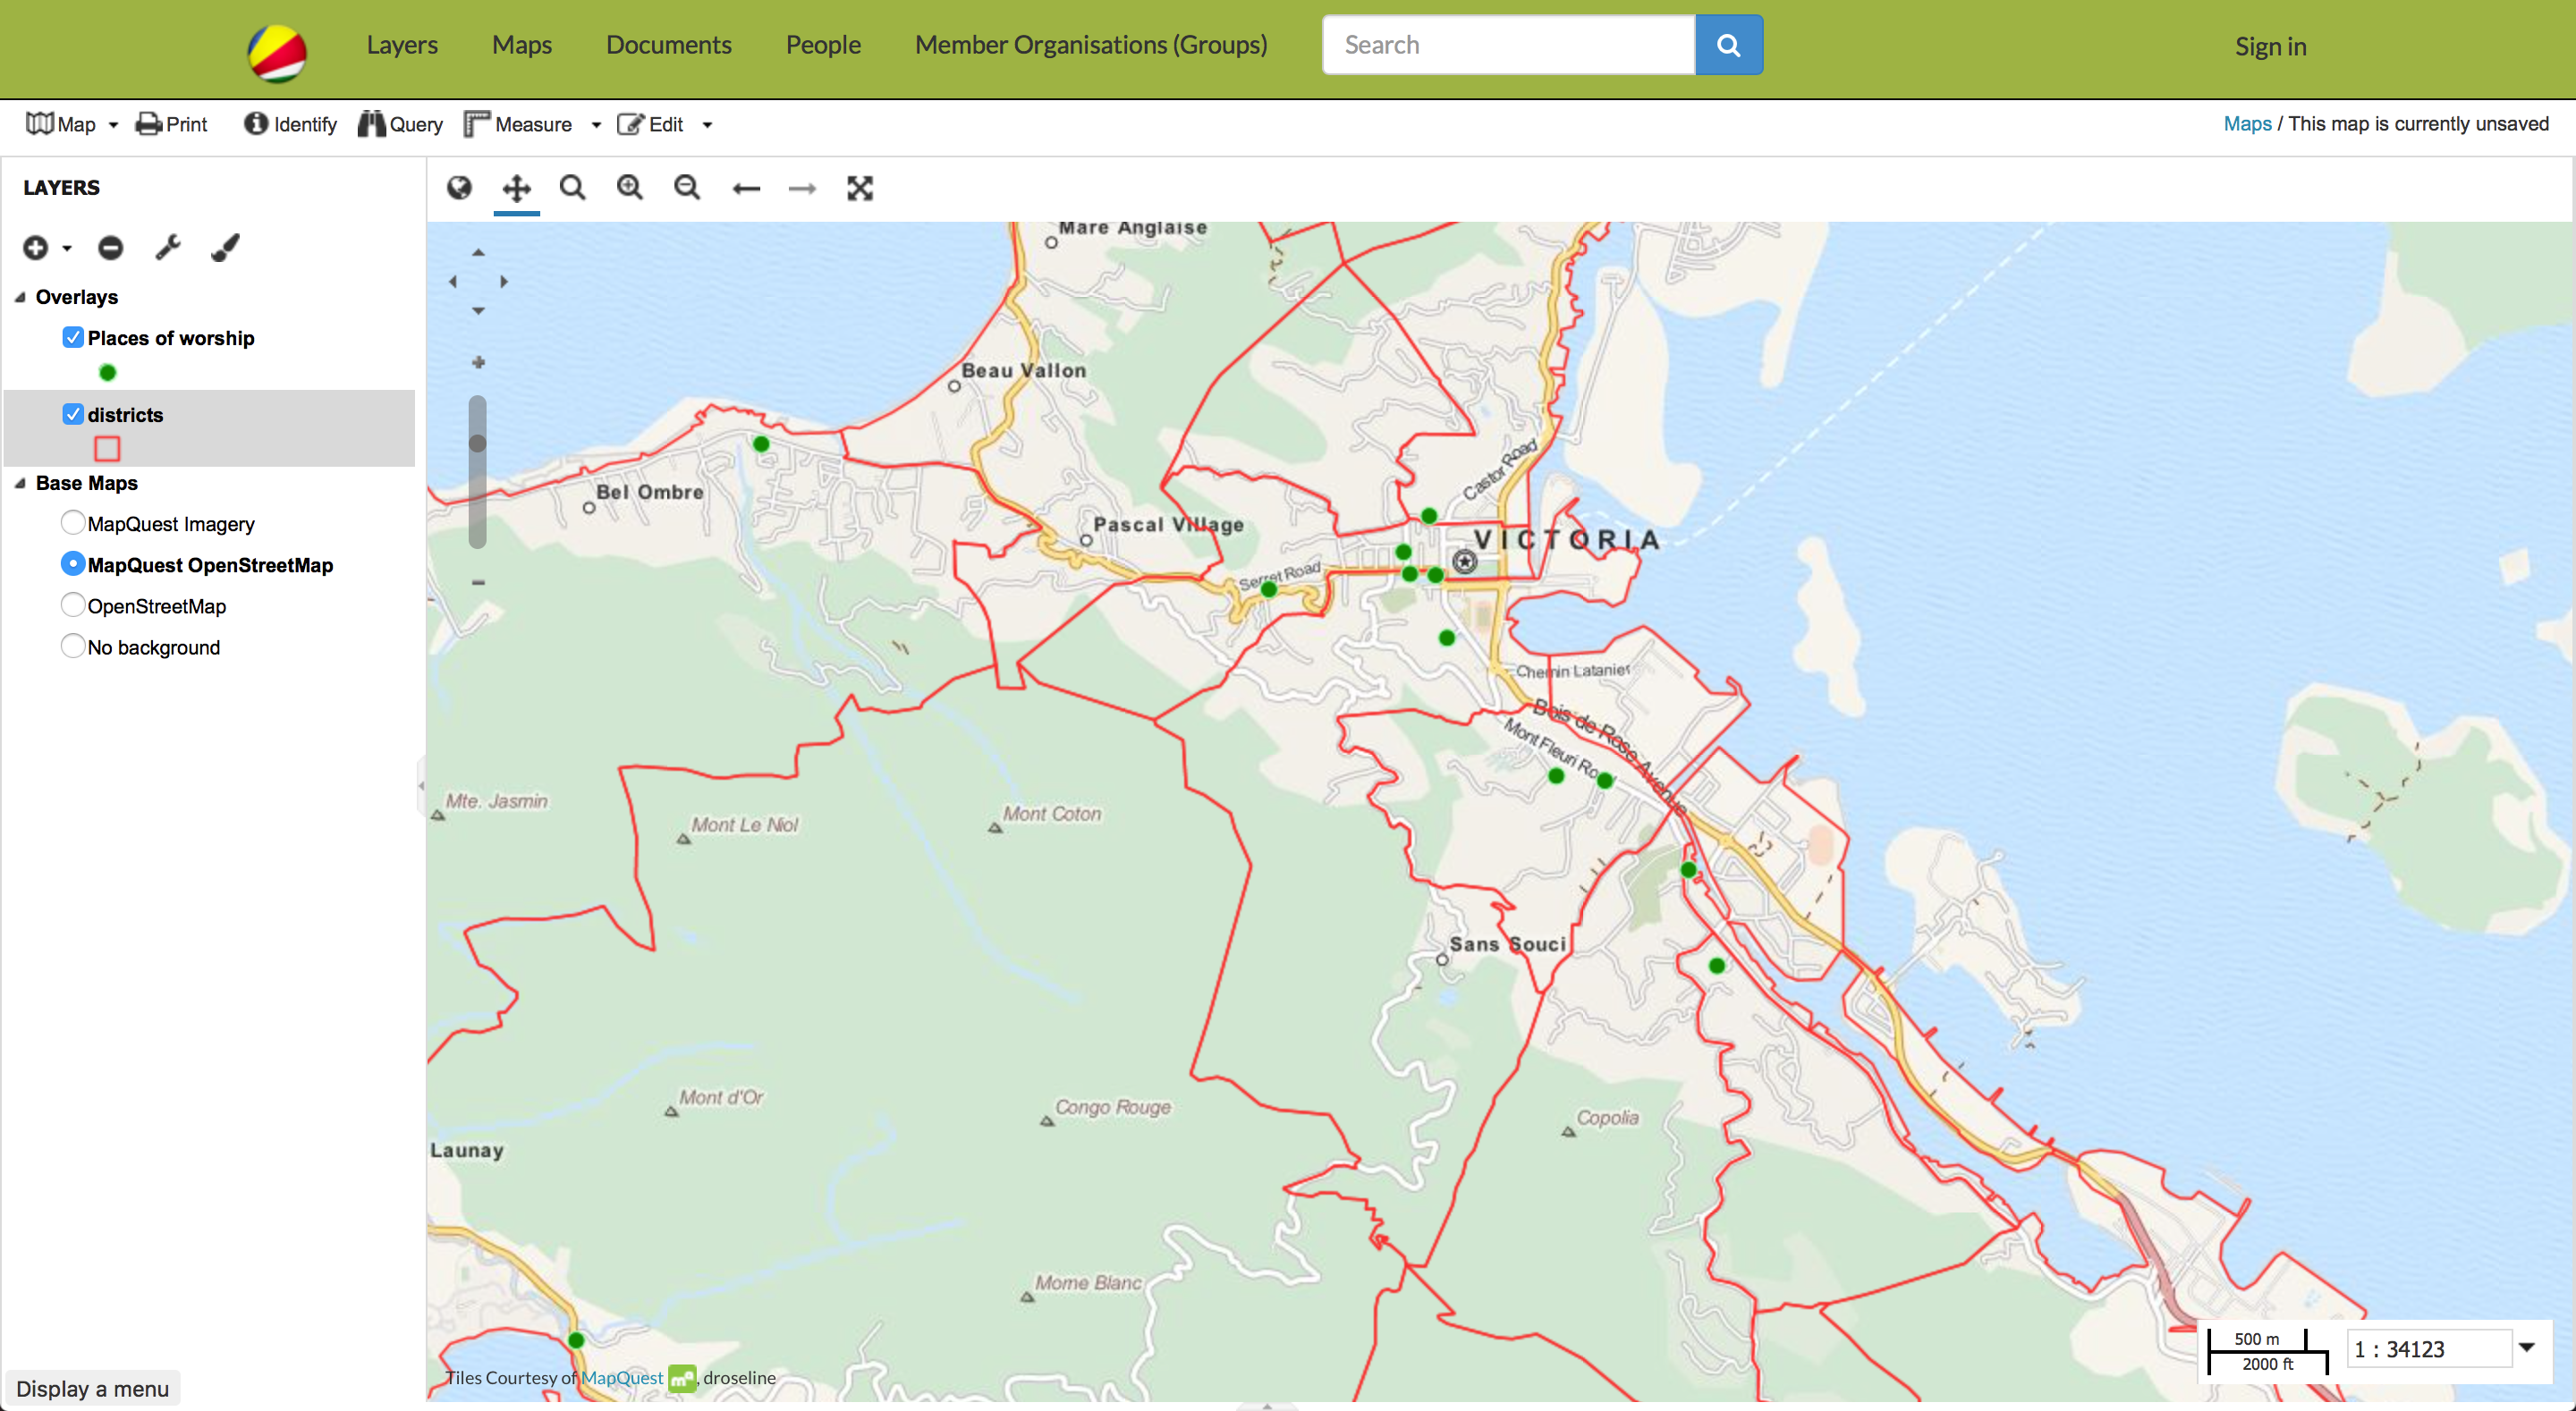 Layers Maps Documents People Member Organisations (Groups) Search Sign in
Map Print Identify Query Measure Edit Maps / This map is currently unsaved
LAYERS
Overlays
Places of worship
districts
Base Maps
MapQuest Imagery
MapQuest OpenStreetMap
OpenStreetMap
No background
Display a menu
Mare Anglaise
Beau Vallon
Castor Road
Bel Ombre
Pascal Village
VICTORIA
Serret Road
Chemin Latanier
Bois de Rose Avenue
Mont Fleuri Ro
Mte. Jasmin
Mont Le Niol
Mont Coton
Sans Souci
Mont d'Or
Congo Rouge
Copolia
Launay
Morne Blanc
500 m
2000 ft
1 : 34123
Tiles Courtesy of MapQuest mq, droseline